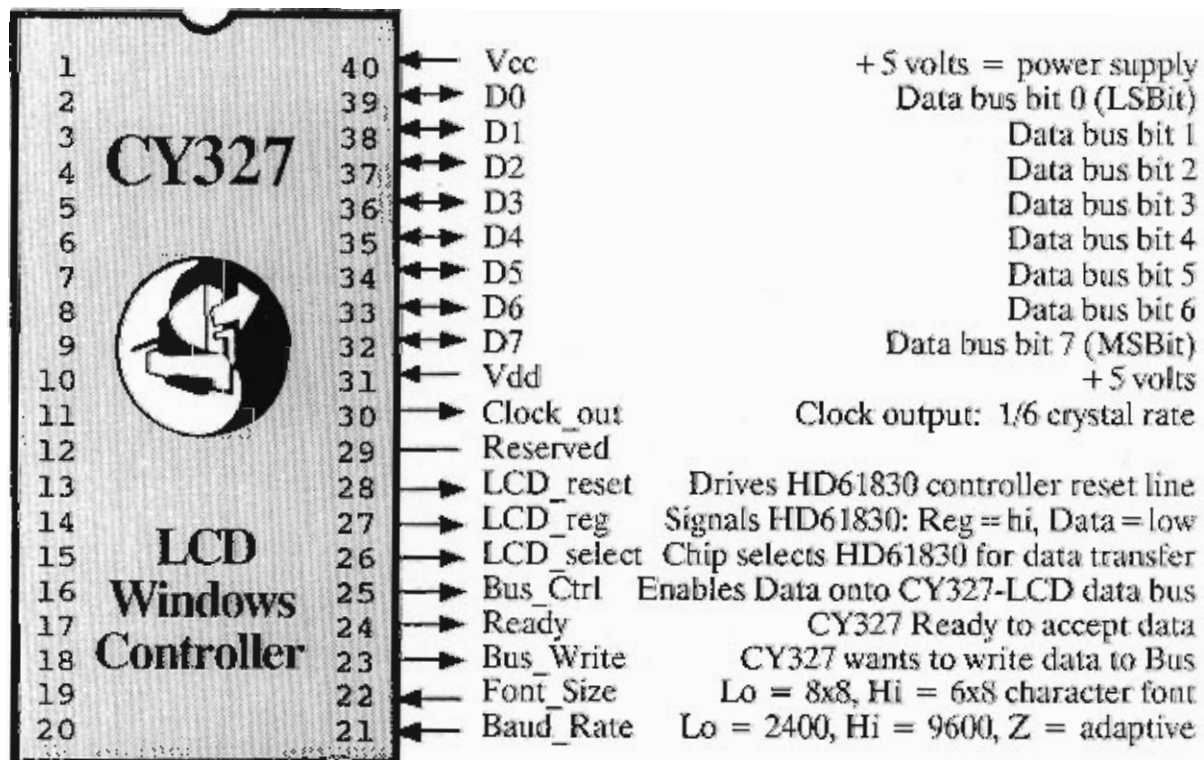 1 40 Vcc +5 volts = power supply
2 39 D0 Data bus bit 0 (LSBit)
3 38 D1 Data bus bit 1
4 37 D2 Data bus bit 2
5 36 D3 Data bus bit 3
6 35 D4 Data bus bit 4
7 34 D5 Data bus bit 5
8 33 D6 Data bus bit 6
9 32 D7 Data bus bit 7 (MSBit)
10 31 Vdd +5 volts
11 30 Clock_out Clock output: 1/6 crystal rate
12 29 Reserved
13 28 LCD_reset Drives HD61830 controller reset line
14 27 LCD_reg Signals HD61830: Reg = hi, Data = low
15 26 LCD_select Chip selects HD61830 for data transfer
16 25 Bus_Ctrl Enables Data onto CY327-LCD data bus
17 24 Ready CY327 Ready to accept data
18 23 Bus_Write CY327 wants to write data to Bus
19 22 Font_Size Lo = 8x8, Hi = 6x8 character font
20 21 Baud_Rate Lo = 2400, Hi = 9600, Z = adaptive
CY327
LCD
Windows
Controller